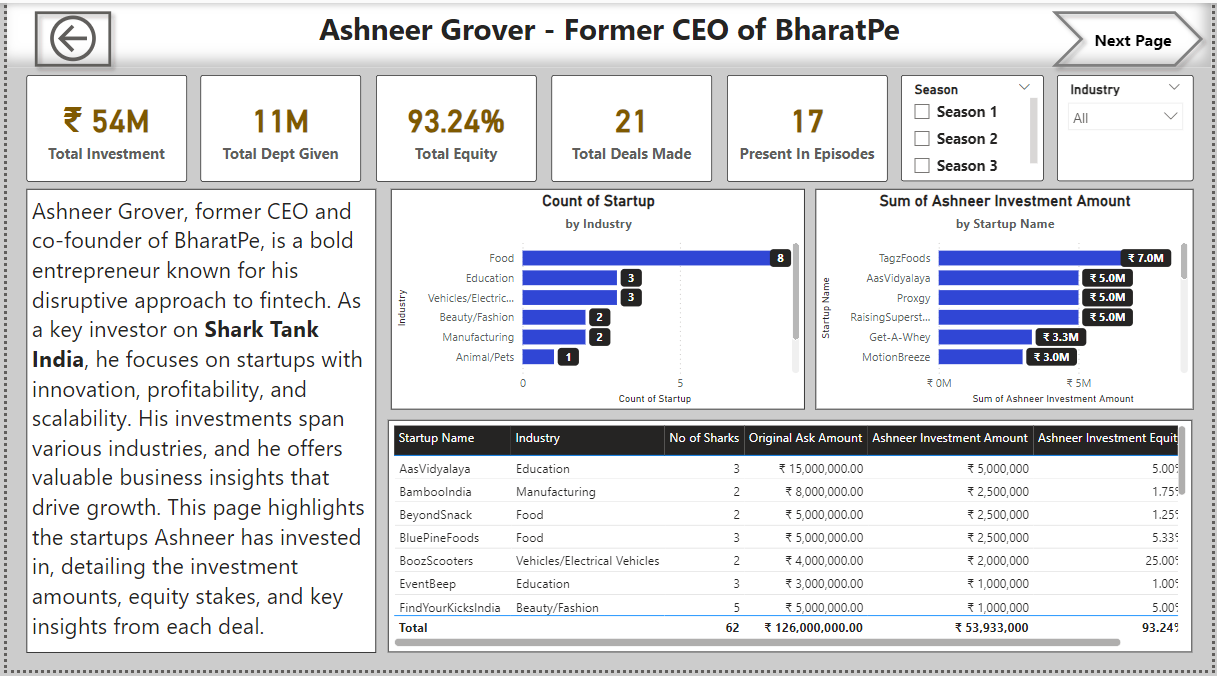 Ashneer Grover - Former CEO of BharatPe
Next Page
₹ 54M
Total Investment
11M
Total Dept Given
93.24%
Total Equity
21
Total Deals Made
17
Present In Episodes
Season
Season 1
Season 2
Season 3
Industry
All
Ashneer Grover, former CEO and
co-founder of BharatPe, is a bold
entrepreneur known for his
disruptive approach to fintech. As
a key investor on Shark Tank
India, he focuses on startups with
innovation, profitability, and
scalability. His investments span
various industries, and he offers
valuable business insights that
drive growth. This page highlights
the startups Ashneer has invested
in, detailing the investment
amounts, equity stakes, and key
insights from each deal.
Count of Startup
by Industry
Industry
Food 8
Education 3
Vehicles/Electric... 3
Beauty/Fashion 2
Manufacturing 2
Animal/Pets 1
0 5
Count of Startup
Sum of Ashneer Investment Amount
by Startup Name
Startup Name
TagzFoods ₹ 7.0M
AasVidyalaya ₹ 5.0M
Proxgy ₹ 5.0M
RaisingSuperst... ₹ 5.0M
Get-A-Whey ₹ 3.3M
MotionBreeze ₹ 3.0M
₹ 0M ₹ 5M
Sum of Ashneer Investment Amount
Startup Name Industry No of Sharks Original Ask Amount Ashneer Investment Amount Ashneer Investment Equit
AasVidyalaya Education 3 ₹ 15,000,000.00 ₹ 5,000,000 5.00%
BambooIndia Manufacturing 2 ₹ 8,000,000.00 ₹ 2,500,000 1.75%
BeyondSnack Food 2 ₹ 5,000,000.00 ₹ 2,500,000 1.25%
BluePineFoods Food 3 ₹ 5,000,000.00 ₹ 2,500,000 5.33%
BoozScooters Vehicles/Electrical Vehicles 2 ₹ 4,000,000.00 ₹ 2,000,000 25.00%
EventBeep Education 3 ₹ 3,000,000.00 ₹ 1,000,000 1.00%
FindYourKicksIndia Beauty/Fashion 5 ₹ 5,000,000.00 ₹ 1,000,000 5.00%
Total 62 ₹ 126,000,000.00 ₹ 53,933,000 93.24%